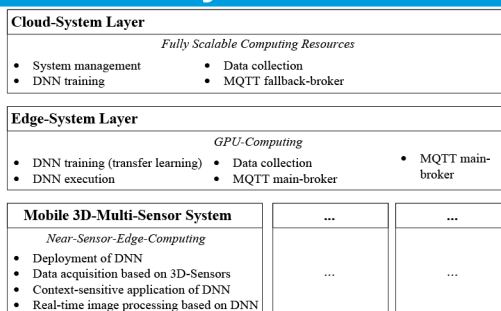 Cloud-System Layer
Fully Scalable Computing Resources
• System management
• DNN training
• Data collection
• MQTT fallback-broker
Edge-System Layer
GPU-Computing
• DNN training (transfer learning)
• DNN execution
• Data collection
• MQTT main-broker
• MQTT main-
broker
Mobile 3D-Multi-Sensor System
Near-Sensor-Edge-Computing
• Deployment of DNN
• Data acquisition based on 3D-Sensors
• Context-sensitive application of DNN
• Real-time image processing based on DNN
...
...
...
...